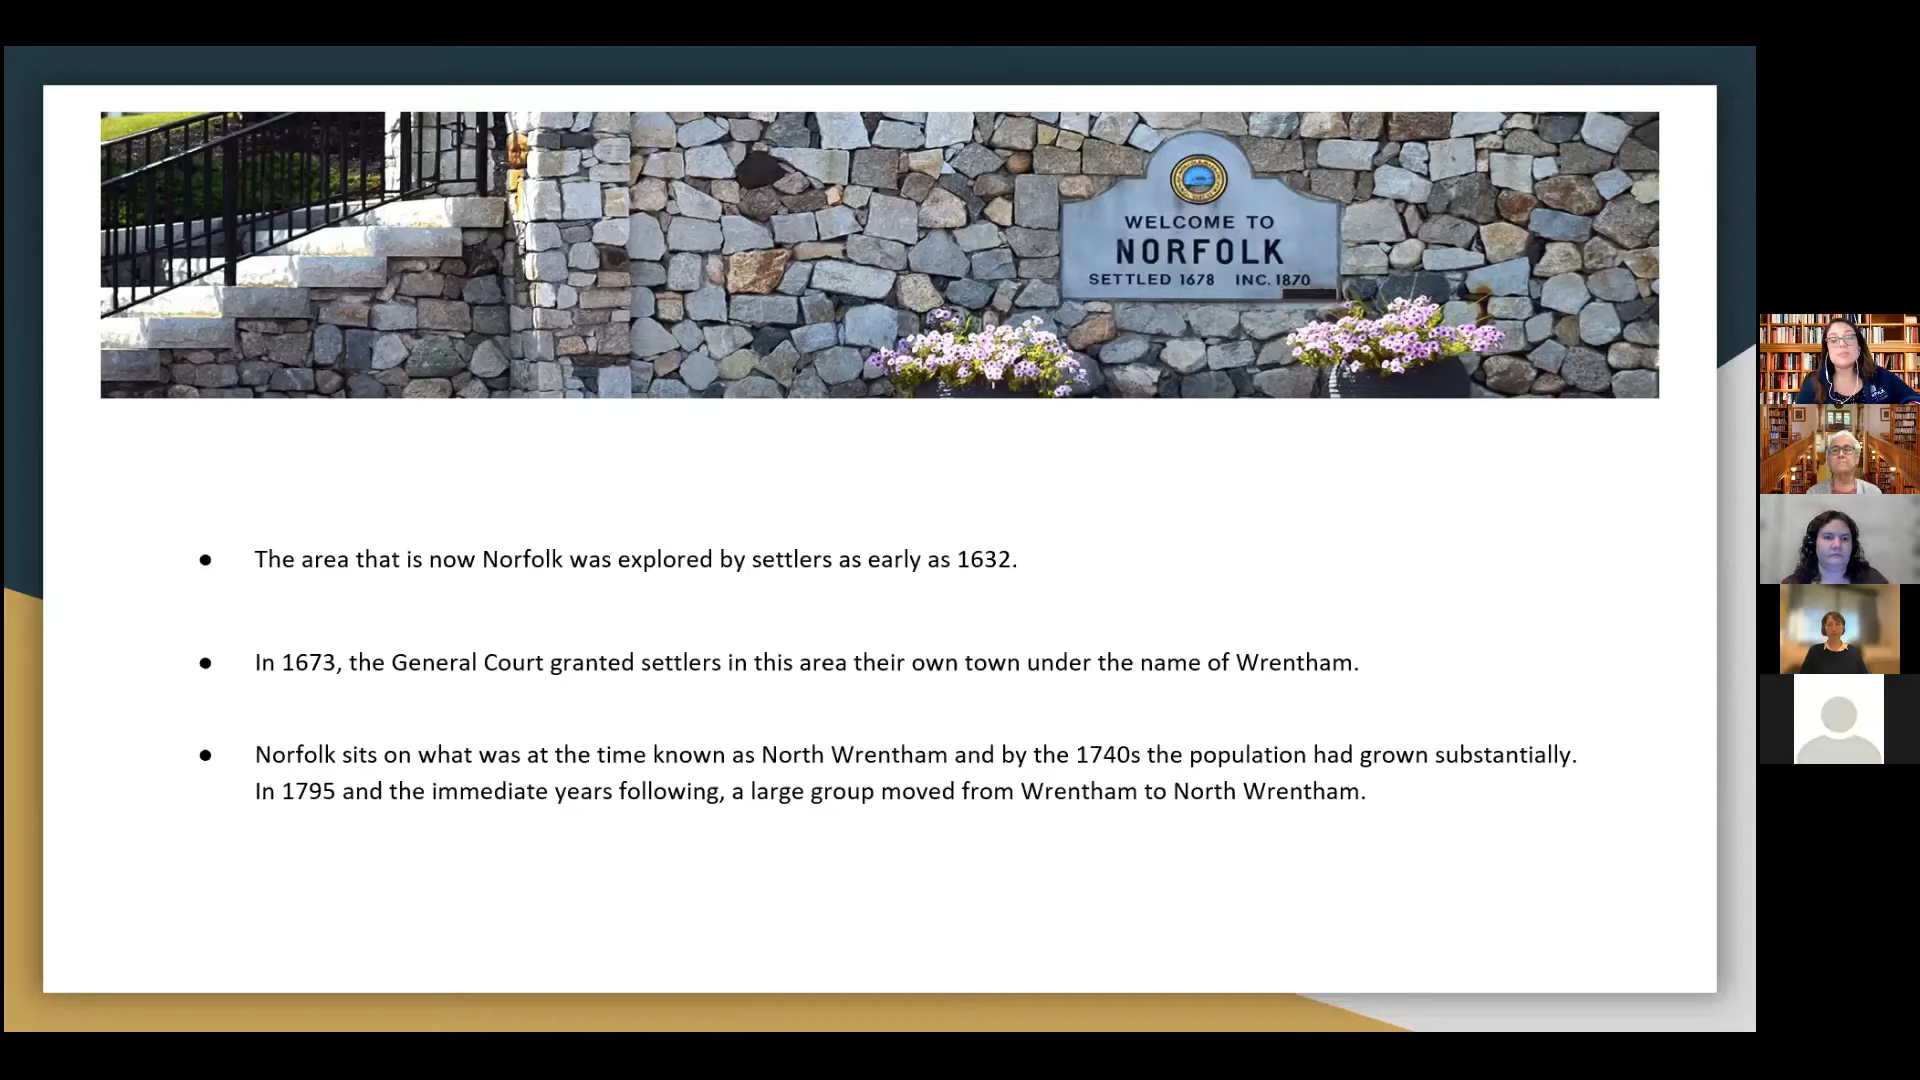 WELCOME TO
NORFOLK
SETTLED 1678 INC. 1870
● The area that is now Norfolk was explored by settlers as early as 1632.
● In 1673, the General Court granted settlers in this area their own town under the name of Wrentham.
● Norfolk sits on what was at the time known as North Wrentham and by the 1740s the population had grown substantially.
In 1795 and the immediate years following, a large group moved from Wrentham to North Wrentham.